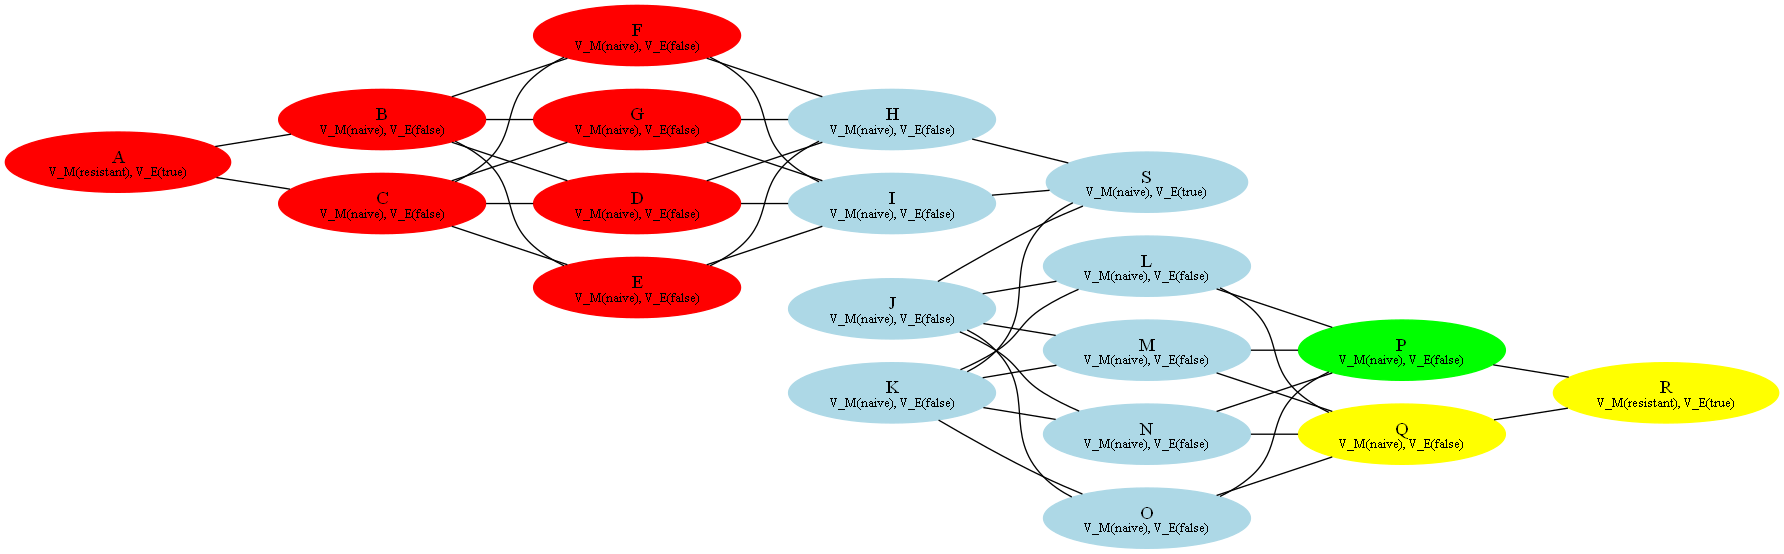 A
V_M(resistant), V_E(true)
B
V_M(naive), V_E(false)
C
V_M(naive), V_E(false)
F
V_M(naive), V_E(false)
G
V_M(naive), V_E(false)
D
V_M(naive), V_E(false)
E
V_M(naive), V_E(false)
H
V_M(naive), V_E(false)
I
V_M(naive), V_E(false)
J
V_M(naive), V_E(false)
K
V_M(naive), V_E(false)
S
V_M(naive), V_E(true)
L
V_M(naive), V_E(false)
M
V_M(naive), V_E(false)
N
V_M(naive), V_E(false)
O
V_M(naive), V_E(false)
P
V_M(naive), V_E(false)
Q
V_M(naive), V_E(false)
R
V_M(resistant), V_E(true)